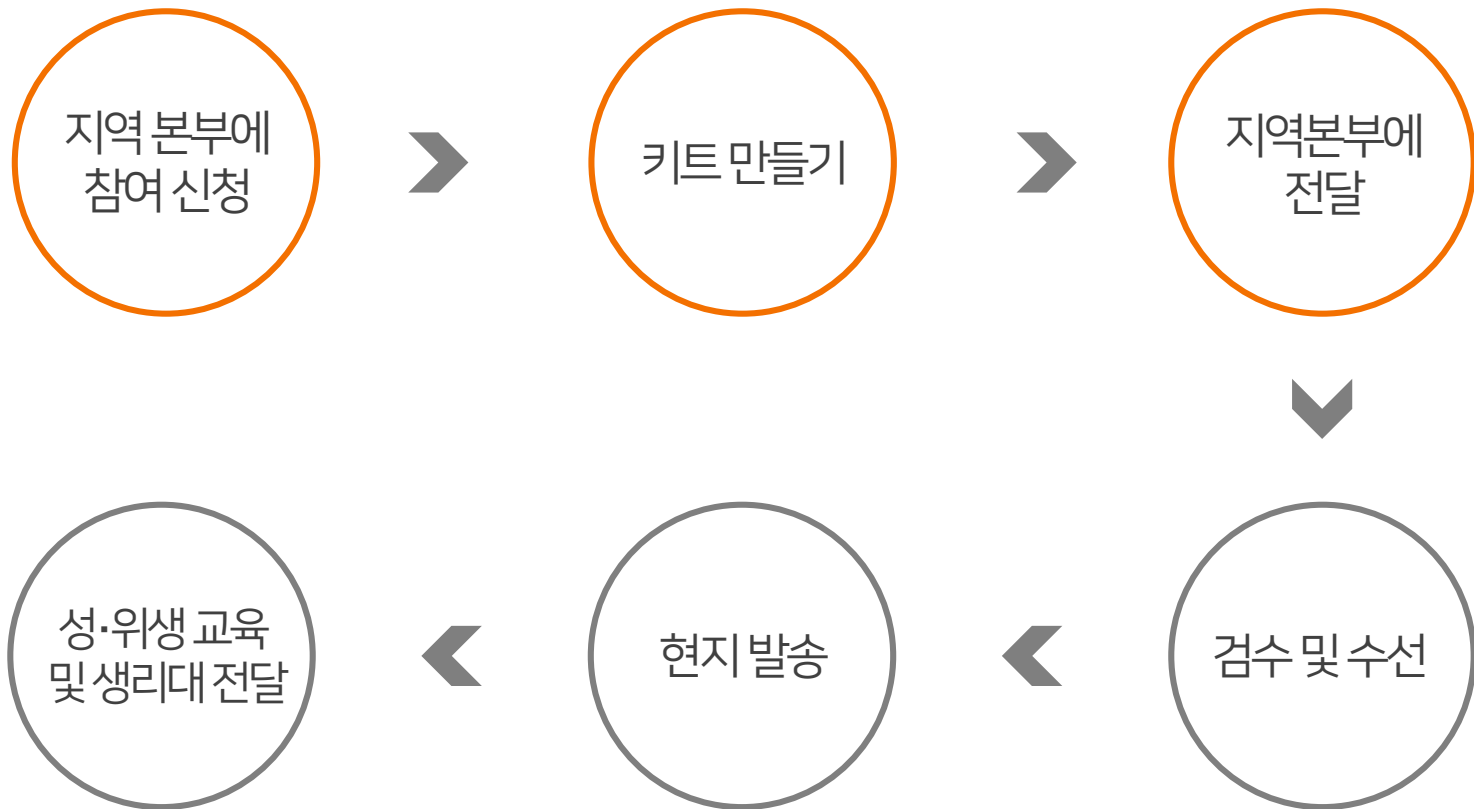 지역 본부에
참여 신청
키트 만들기
지역본부에
전달
검수 및 수선
현지 발송
성·위생 교육
및 생리대 전달